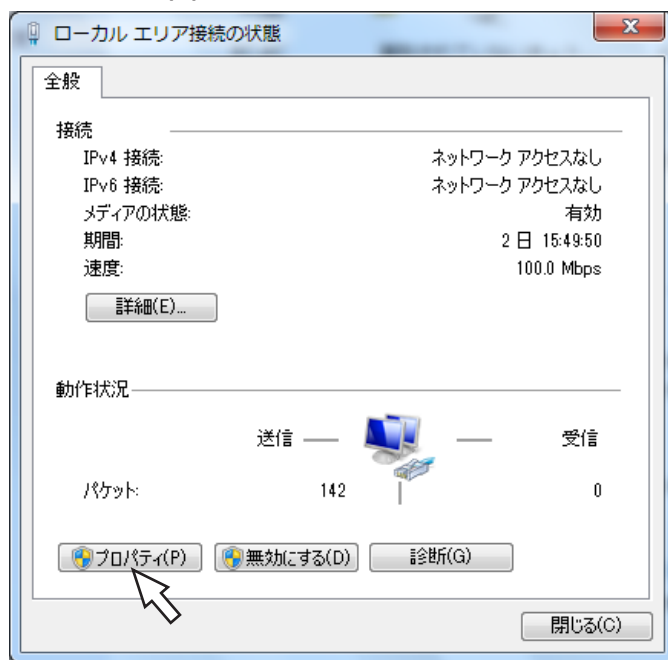 ローカル エリア接続の状態
全般
接続
IPv4 接続: ネットワーク アクセスなし
IPv6 接続: ネットワーク アクセスなし
メディアの状態: 有効
期間: 2 日 15:49:50
速度: 100.0 Mbps
詳細(E)...
動作状況
送信 受信
パケット: 142 0
プロパティ(P) 無効にする(D) 診断(G)
閉じる(C)